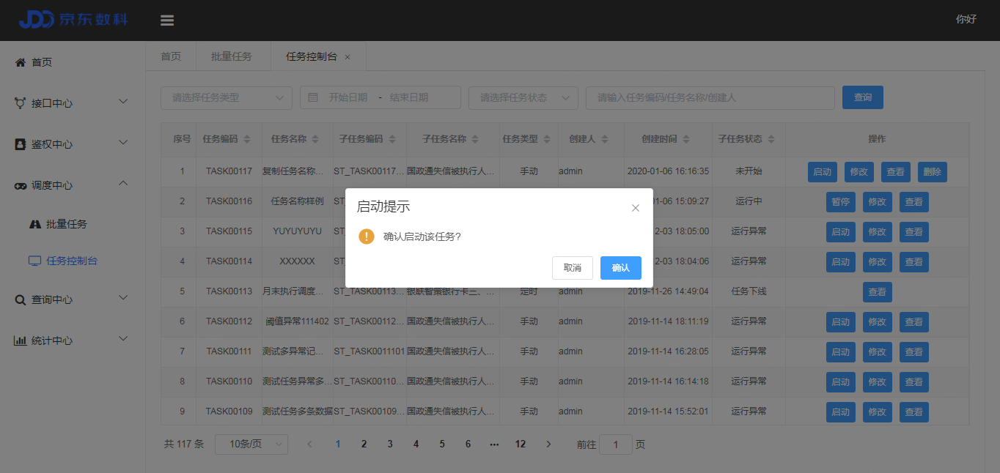 JDD 京东数科
你好
首页
接口中心
鉴权中心
调度中心
批量任务
任务控制台
查询中心
统计中心
首页 批量任务 任务控制台 ×
请选择任务类型 开始日期 - 结束日期 请选择任务状态 请输入任务编码/任务名称/创建人 查询
序号 任务编码 任务名称 子任务编码 子任务名称 任务类型 创建人 创建时间 子任务状态 操作
1 TASK00117 复制任务名称... ST_TASK00117... 国政通失信被执行人... 手动 admin 2020-01-06 16:16:35 未开始 启动 修改 查看 删除
2 TASK00116 任务名称样例 ST 01-06 15:09:27 运行中 暂停 修改 查看
3 TASK00115 YUYUYUYU ST 2-03 18:05:00 运行异常 启动 修改 查看
4 TASK00114 XXXXXX ST 2-03 18:04:06 运行异常 启动 修改 查看
5 TASK00113 月末执行调度... ST_TASK00113... 银联智策银行卡三、... 定时 admin 2019-11-26 14:49:04 任务下线 查看
6 TASK00112 阈值异常111402 ST_TASK00112... 国政通失信被执行人... 手动 admin 2019-11-14 18:11:19 运行异常 启动 修改 查看
7 TASK00111 测试多异常记... ST_TASK0011101 国政通失信被执行人... 手动 admin 2019-11-14 16:28:05 运行异常 启动 修改 查看
8 TASK00110 测试任务异常多... ST_TASK00110... 国政通失信被执行人... 手动 admin 2019-11-14 16:14:18 运行异常 启动 修改 查看
9 TASK00109 测试任务多条数据 ST_TASK00109... 国政通失信被执行人... 手动 admin 2019-11-14 15:52:01 运行异常 启动 修改 查看
共 117 条 10条/页 1 2 3 4 5 6 ... 12 前往 1 页
启动提示
确认启动该任务?
取消 确认